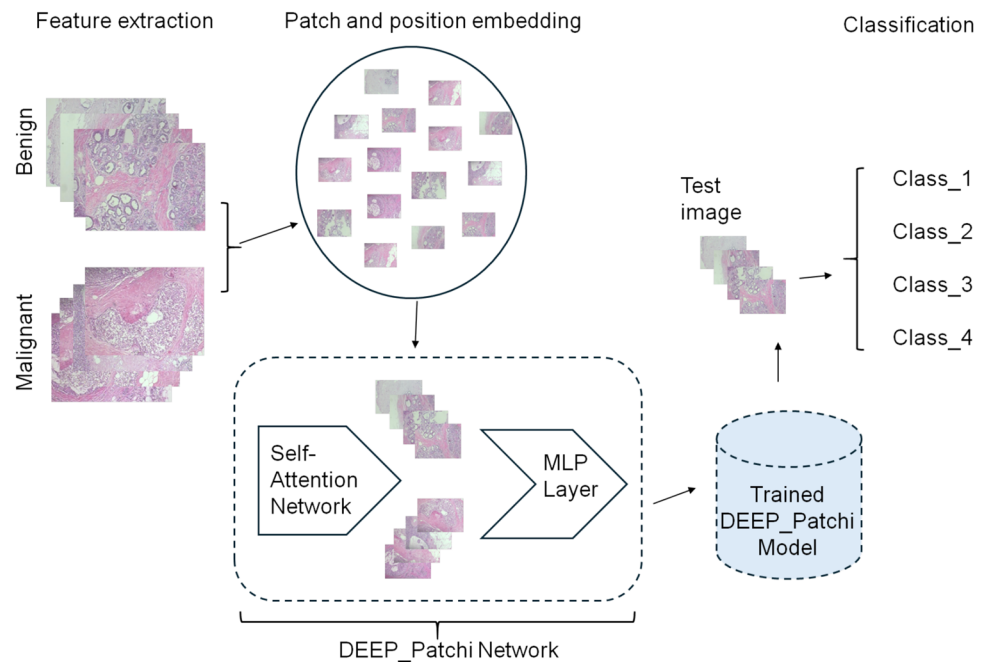 Feature extraction
Patch and position embedding
Classification
Benign
Malignant
Test
image
Class_1
Class_2
Class_3
Class_4
Self-
Attention
Network
MLP
Layer
Trained
DEEP_Patchi
Model
DEEP_Patchi Network